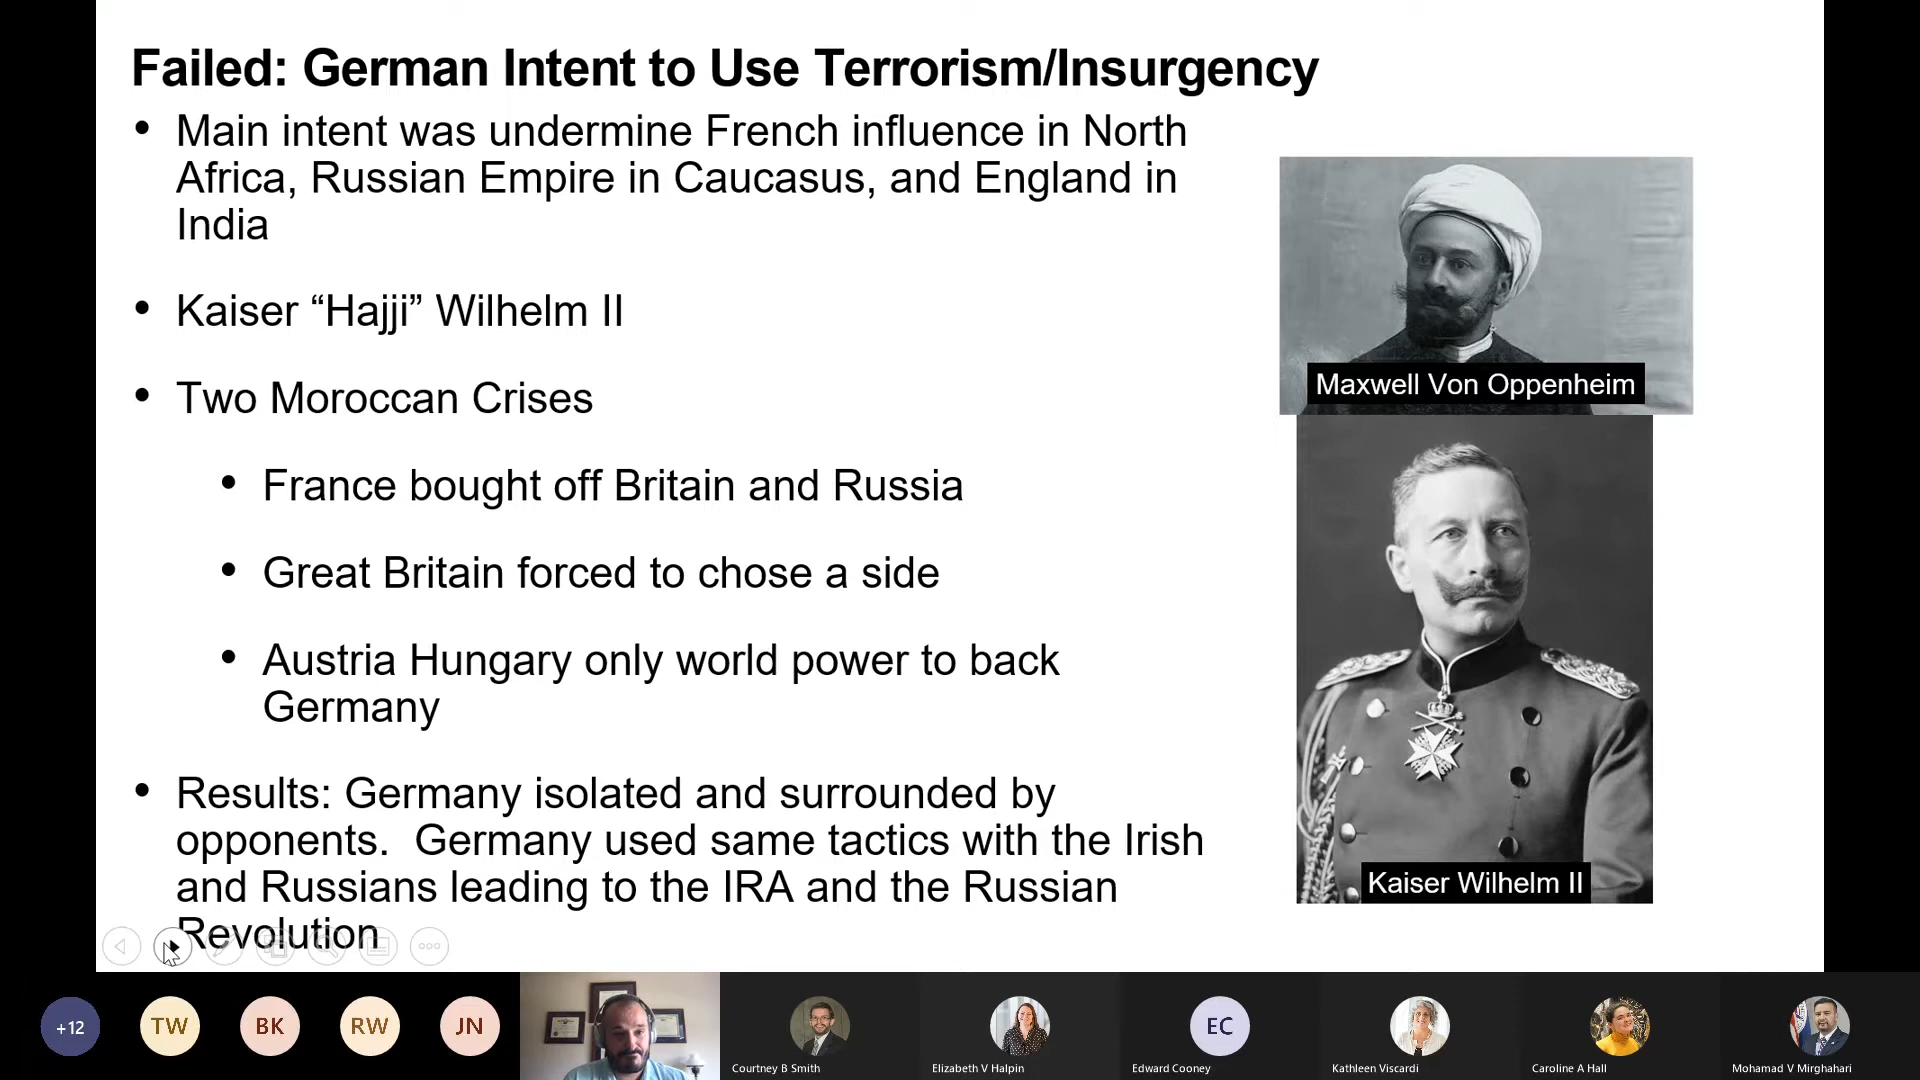 Failed: German Intent to Use Terrorism/Insurgency
• Main intent was undermine French influence in North
Africa, Russian Empire in Caucasus, and England in
India
• Kaiser “Hajji” Wilhelm II
• Two Moroccan Crises
• France bought off Britain and Russia
• Great Britain forced to chose a side
• Austria Hungary only world power to back
Germany
• Results: Germany isolated and surrounded by
opponents.  Germany used same tactics with the Irish
and Russians leading to the IRA and the Russian
Revolution
Maxwell Von Oppenheim
Kaiser Wilhelm II
+12
TW
BK
RW
JN
Courtney B Smith
Elizabeth V Halpin
EC
Edward Cooney
Kathleen Viscardi
Caroline A Hall
Mohamad V Mirghahari